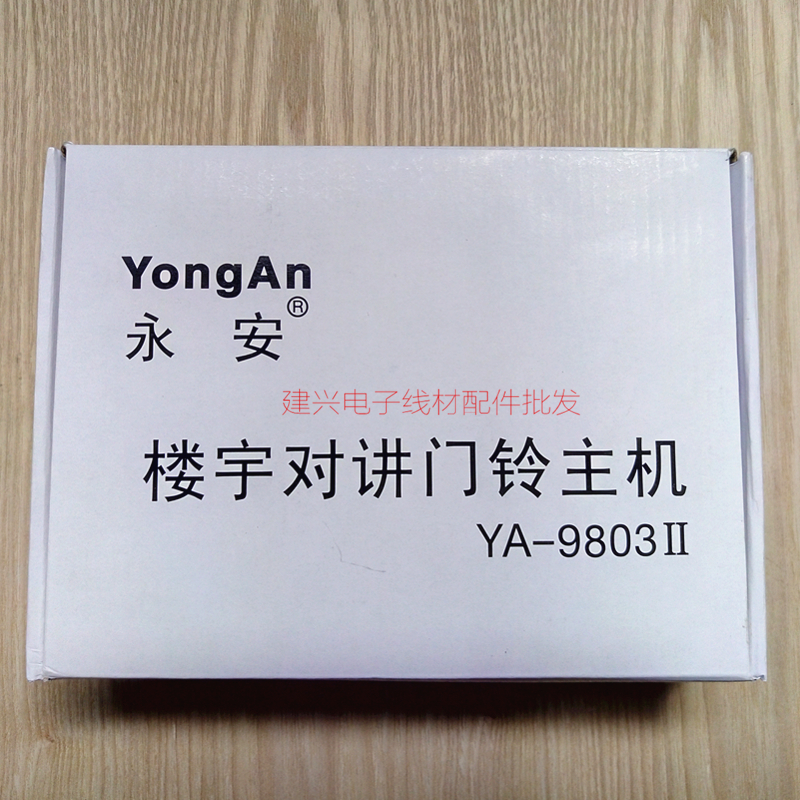 YongAn
永 安®
建兴电子线材配件批发
楼宇对讲门铃主机
YA-9803Ⅱ